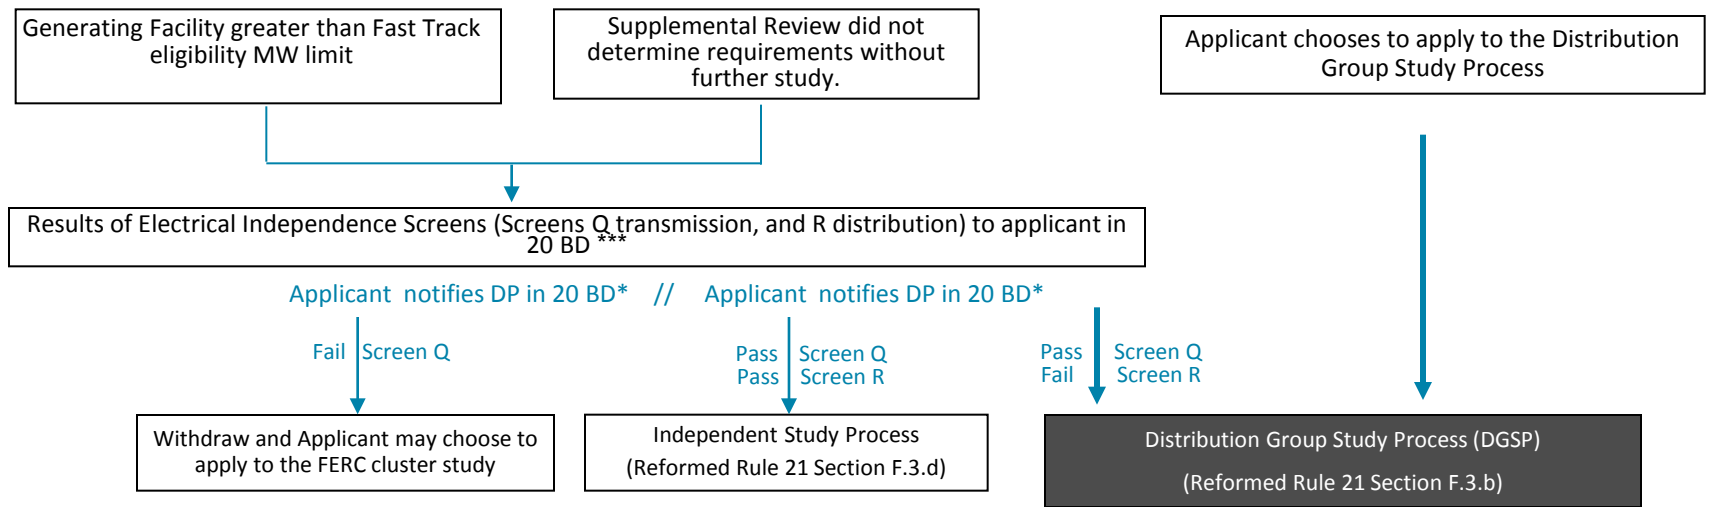 Generating Facility greater than Fast Track
eligibility MW limit
Supplemental Review did not
determine requirements without
further study.
Applicant chooses to apply to the Distribution
Group Study Process
Results of Electrical Independence Screens (Screens Q transmission, and R distribution) to applicant in
20 BD ***
Applicant notifies DP in 20 BD* // Applicant notifies DP in 20 BD*
Fail Screen Q
Pass Screen Q
Pass Screen R
Pass Screen Q
Fail Screen R
Withdraw and Applicant may choose to
apply to the FERC cluster study
Independent Study Process
(Reformed Rule 21 Section F.3.d)
Distribution Group Study Process (DGSP)
(Reformed Rule 21 Section F.3.b)